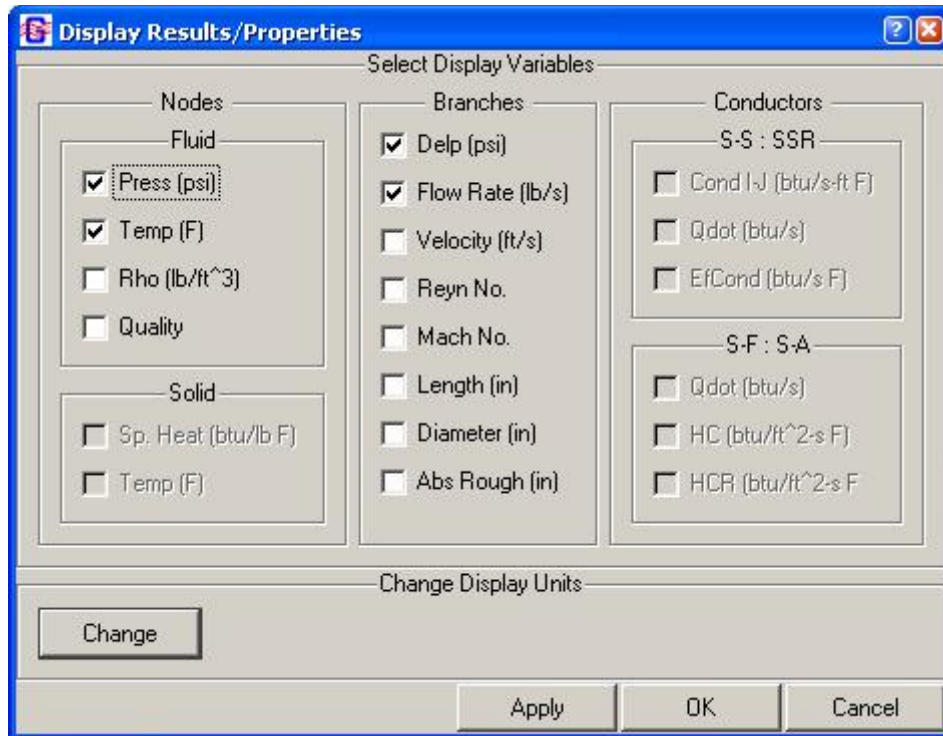 Display Results/Properties
Select Display Variables
Nodes
Fluid
Press (psi)
Temp (F)
Rho (lb/ft^3)
Quality
Solid
Sp. Heat (btu/lb F)
Temp (F)
Branches
Delp (psi)
Flow Rate (lb/s)
Velocity (ft/s)
Reyn No.
Mach No.
Length (in)
Diameter (in)
Abs Rough (in)
Conductors
S-S : SSR
Cond I-J (btu/s-ft F)
Qdot (btu/s)
EfCond (btu/s F)
S-F : S-A
Qdot (btu/s)
HC (btu/ft^2-s F)
HCR (btu/ft^2-s F
Change Display Units
Change
Apply
OK
Cancel